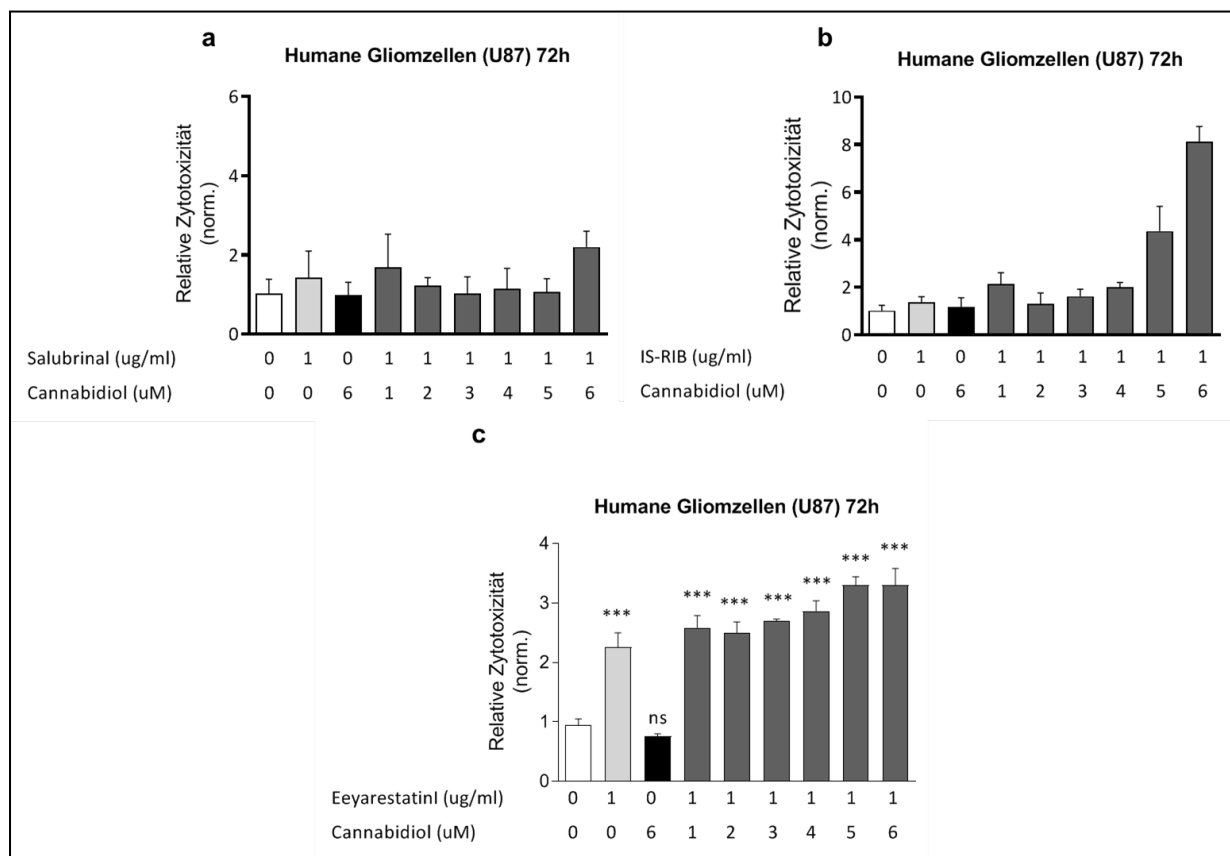 a
Humane Gliomzellen (U87) 72h
Relative Zytotoxizität
(norm.)
6
4
2
0
Salubrinal (ug/ml) 0 1 0 1 1 1 1 1 1
Cannabidiol (uM) 0 0 6 1 2 3 4 5 6
b
Humane Gliomzellen (U87) 72h
Relative Zytotoxizität
(norm.)
10
8
6
4
2
0
IS-RIB (ug/ml) 0 1 0 1 1 1 1 1 1
Cannabidiol (uM) 0 0 6 1 2 3 4 5 6
c
Humane Gliomzellen (U87) 72h
Relative Zytotoxizität
(norm.)
4
3
2
1
0
*** ns *** *** *** *** *** ***
EeyarestatinI (ug/ml) 0 1 0 1 1 1 1 1 1
Cannabidiol (uM) 0 0 6 1 2 3 4 5 6